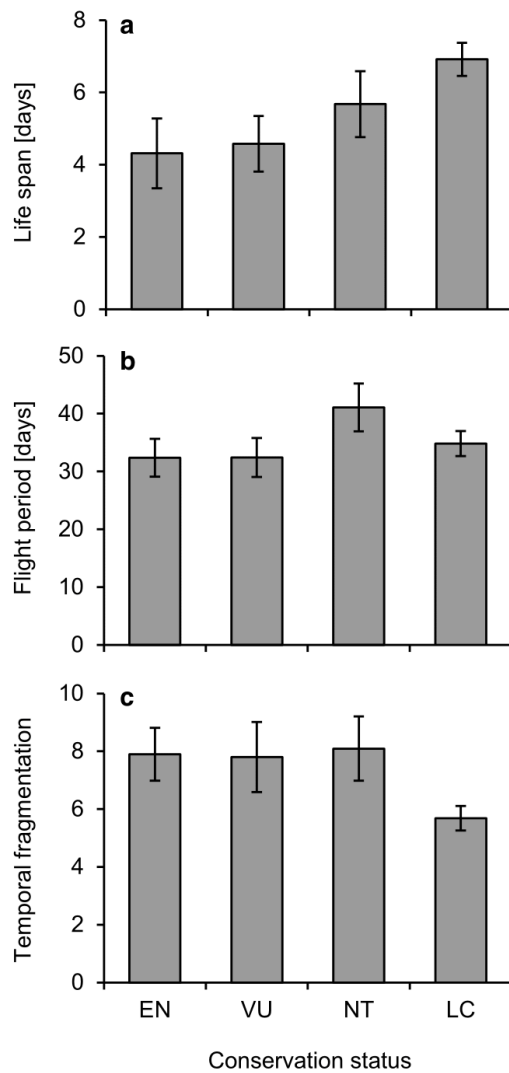 a
Life span [days]
8
6
4
2
0
b
Flight period [days]
50
40
30
20
10
0
c
Temporal fragmentation
10
8
6
4
2
0
EN VU NT LC
Conservation status